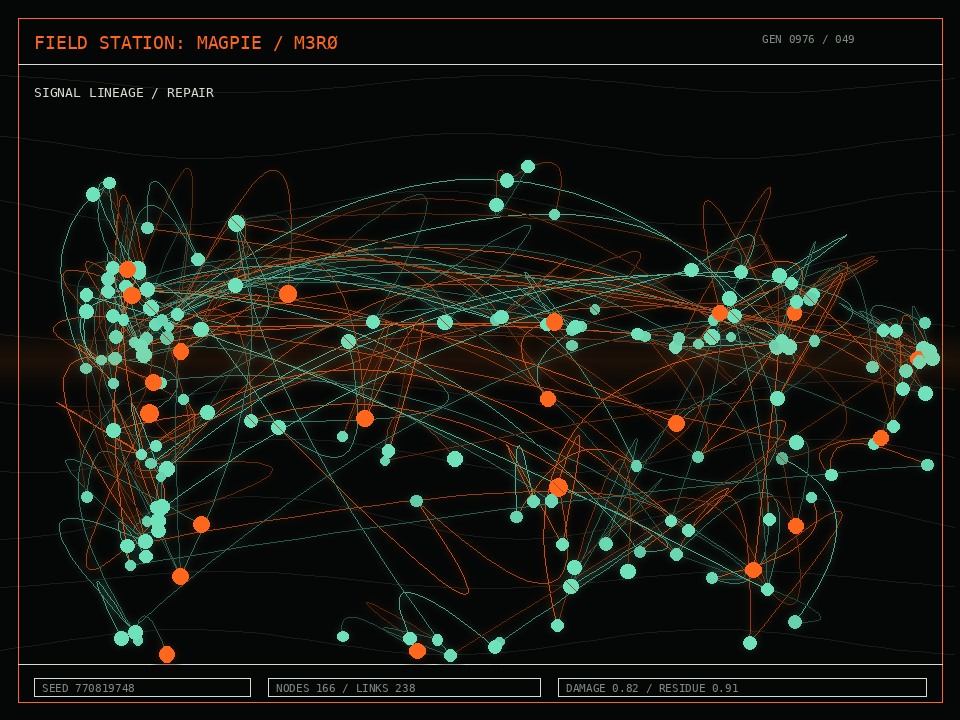 FIELD STATION: MAGPIE / M3RØ
GEN 0976 / 049
SIGNAL LINEAGE / REPAIR
SEED 770819748
NODES 166 / LINKS 238
DAMAGE 0.82 / RESIDUE 0.91